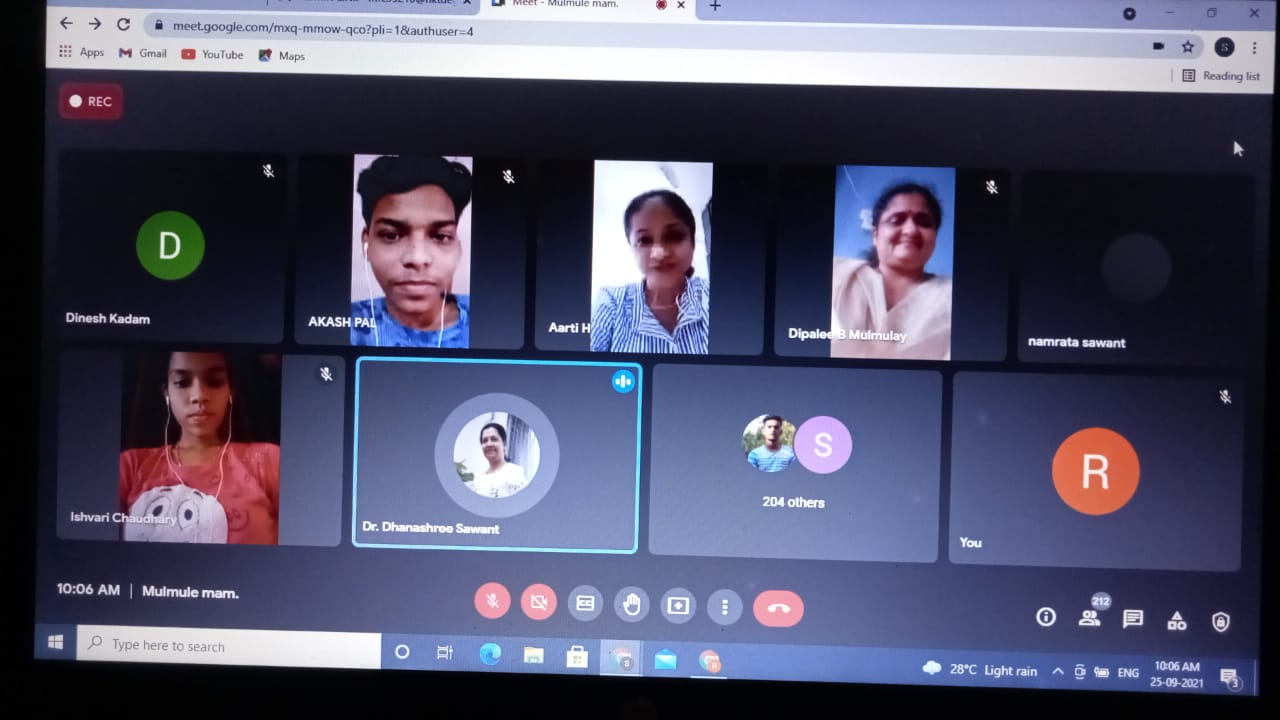 Meet - Mulmule mam.
meet.google.com/mxq-mmow-qco?pli=1&authuser=4
S
Apps Gmail YouTube Maps
Reading list
REC
D
Dinesh Kadam
AKASH PAL
Aarti H
Dipalee B Mulmulay
namrata sawant
Ishvari Chaudhary
Dr. Dhanashree Sawant
S
204 others
R
You
10:06 AM | Mulmule mam.
212
Type here to search
28°C Light rain
ENG
10:06 AM
25-09-2021
3